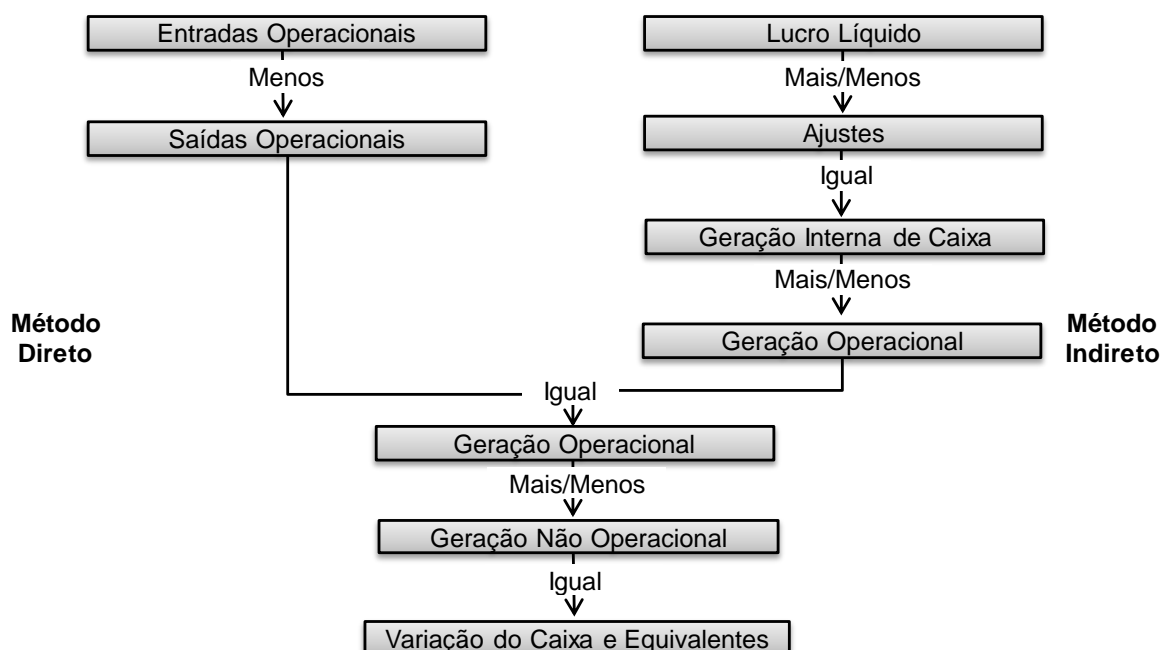 Entradas Operacionais
Menos
Saídas Operacionais
Método
Direto
Lucro Líquido
Mais/Menos
Ajustes
Igual
Geração Interna de Caixa
Mais/Menos
Geração Operacional
Método
Indireto
Igual
Geração Operacional
Mais/Menos
Geração Não Operacional
Igual
Variação do Caixa e Equivalentes